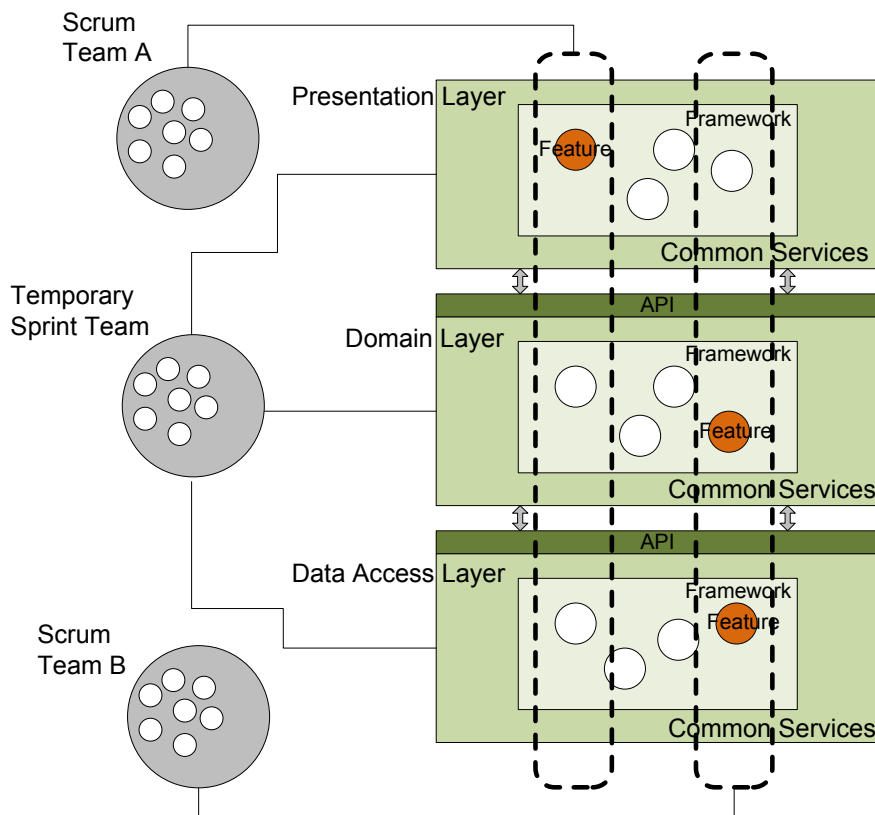 Scrum
Team A
Presentation Layer
Framework
Feature
Common Services
Temporary
Sprint Team
API
Domain Layer
Framework
Feature
Common Services
API
Data Access Layer
Framework
Feature
Scrum
Team B
Common Services